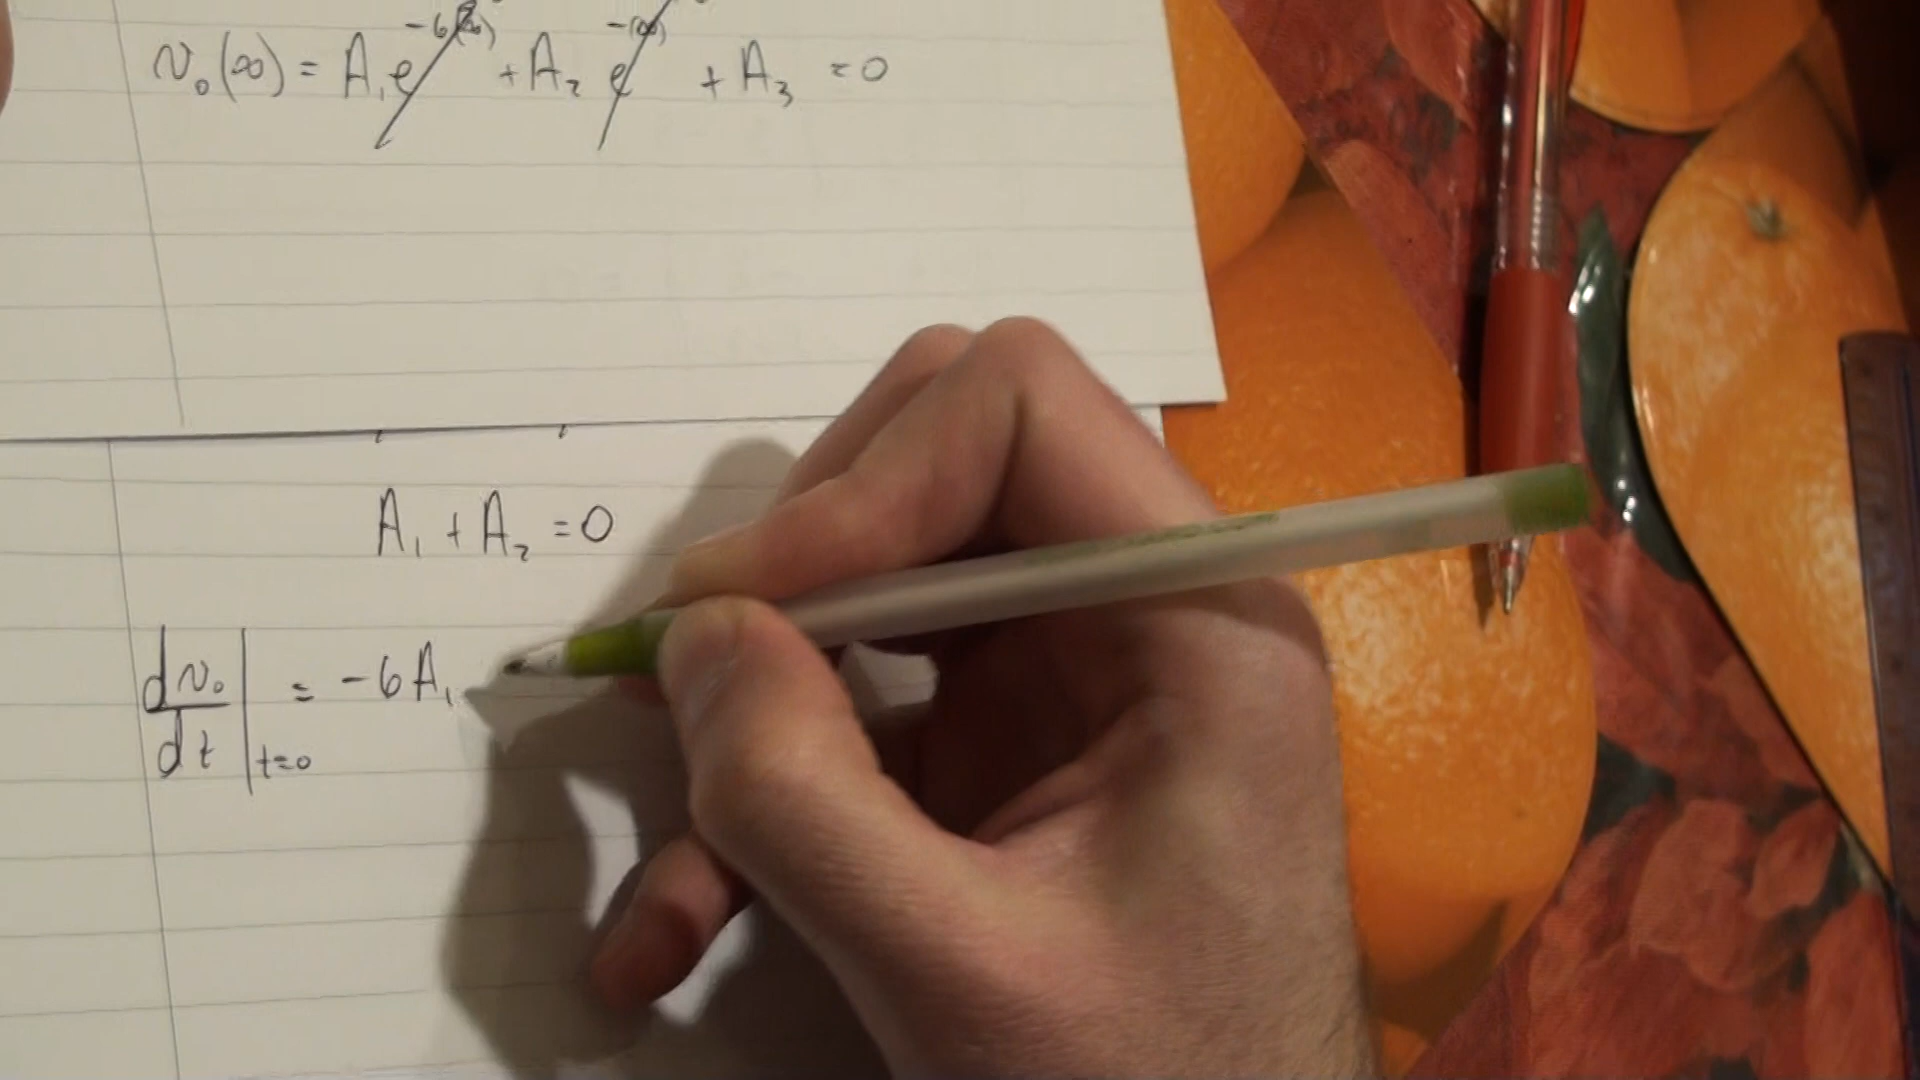 v₀(∞) = A₁e^-6(∞) + A₂e^-(∞) + A₃ = 0
A₁ + A₂ = 0
dv₀/dt |t=0 = -6A₁